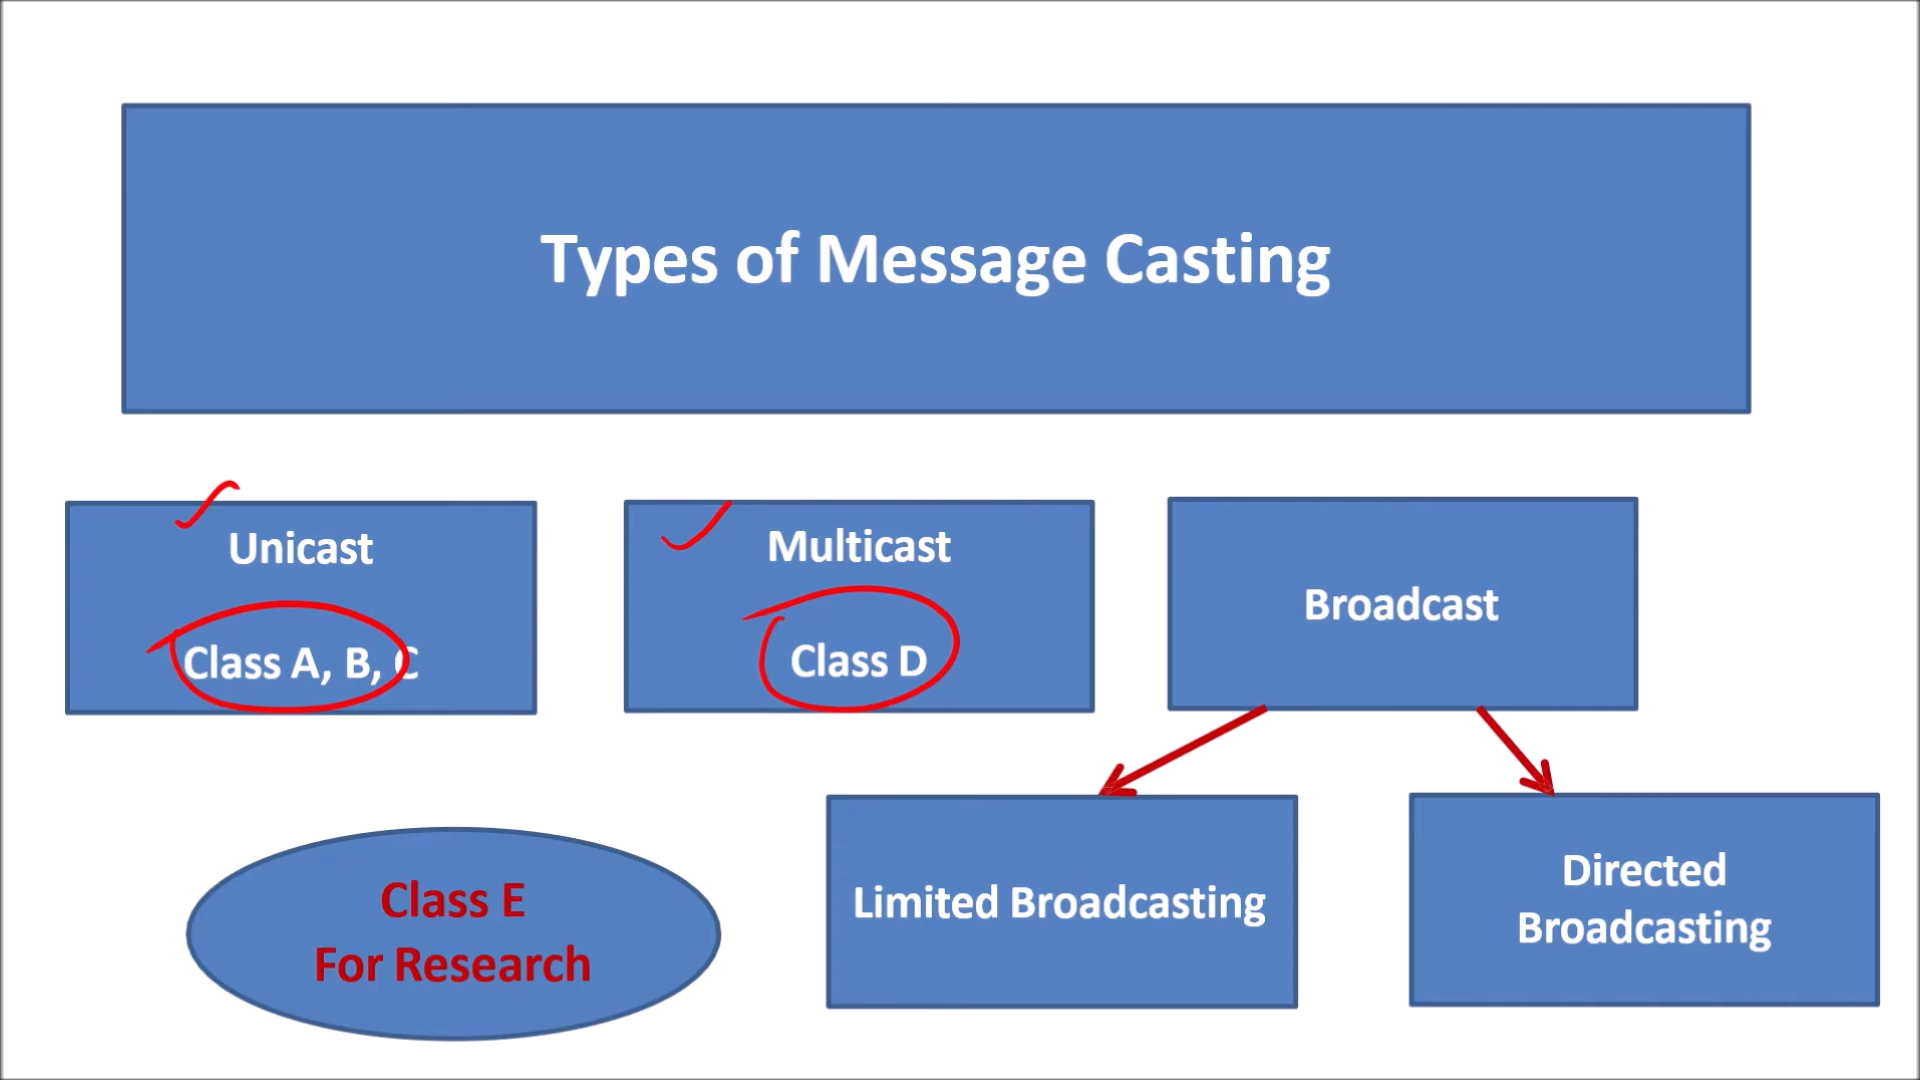 Types of Message Casting
Unicast
Class A, B, C
Multicast
Class D
Broadcast
Class E
For Research
Limited Broadcasting
Directed
Broadcasting